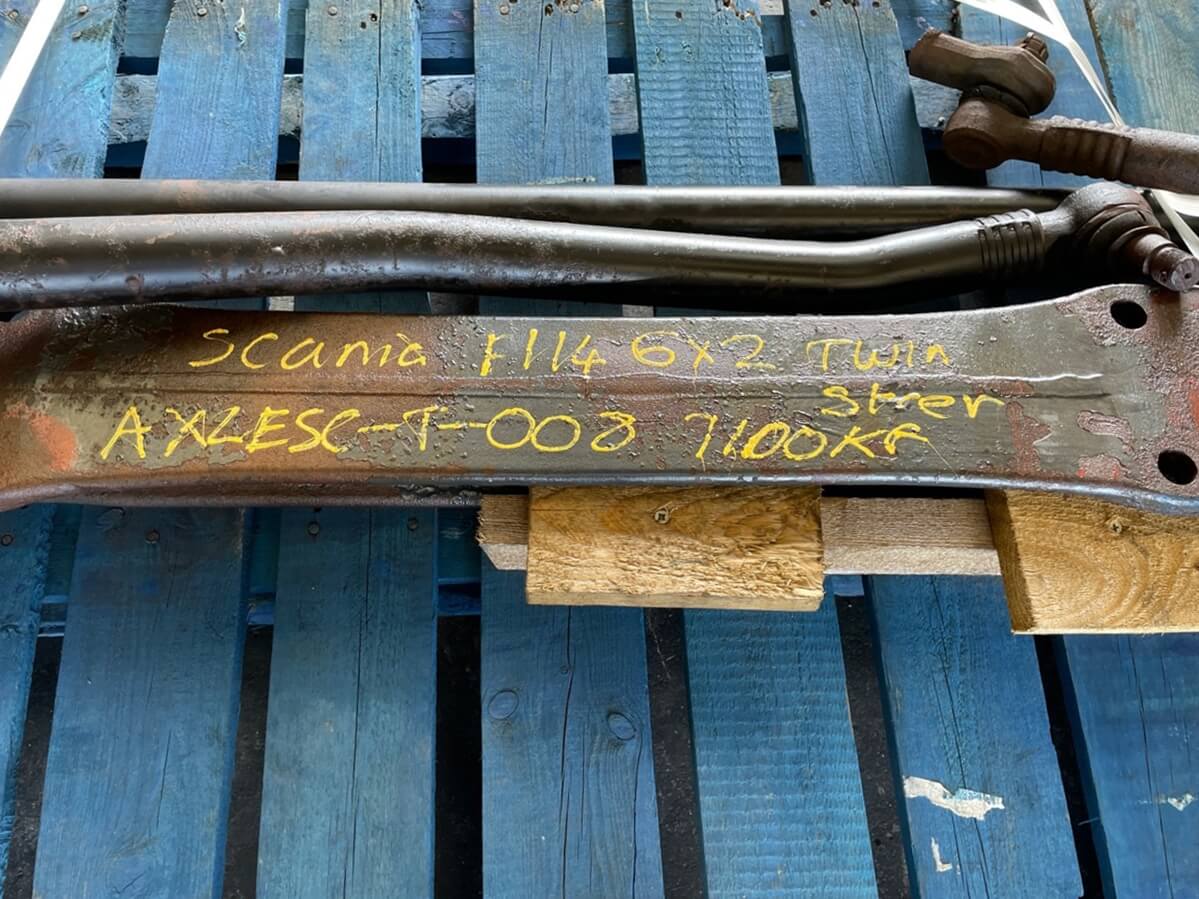 Scania F114 6x2 Twin
Steer
AXLESC-T-008 7100KG